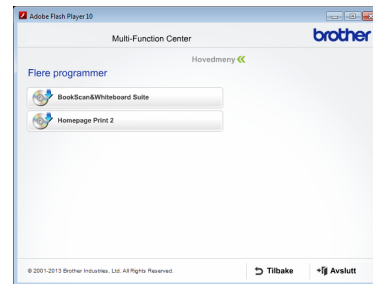 Adobe Flash Player 10
Multi-Function Center
brother
Hovedmeny
Flere programmer
BookScan&Whiteboard Suite
Homepage Print 2
© 2001-2013 Brother Industries, Ltd. All Rights Reserved.
Tilbake
Avslutt